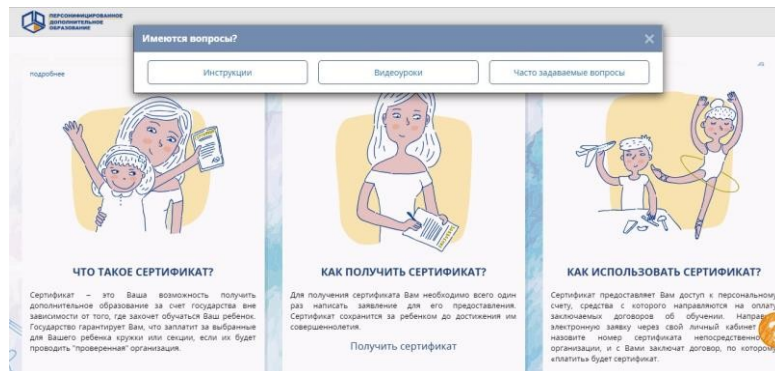 ПЕРСОНИФИЦИРОВАННОЕ
ДОПОЛНИТЕЛЬНОЕ
ОБРАЗОВАНИЕ
Имеются вопросы?
Инструкции
Видеоуроки
Часто задаваемые вопросы
подробнее
ЧТО ТАКОЕ СЕРТИФИКАТ?
Сертификат – это Ваша возможность получить
дополнительное образование за счет государства вне
зависимости от того, где захочет обучаться Ваш ребенок.
Государство гарантирует Вам, что заплатит за выбранные
для Вашего ребенка кружки или секции, если их будет
проводить "проверенная" организация.
КАК ПОЛУЧИТЬ СЕРТИФИКАТ?
Для получения сертификата Вам необходимо всего один
раз написать заявление для его предоставления.
Сертификат сохранится за ребенком до достижения им
совершеннолетия.
Получить сертификат
КАК ИСПОЛЬЗОВАТЬ СЕРТИФИКАТ?
Сертификат предоставляет Вам доступ к персональному
счету, средства с которого направляются на оплату
заключаемых договоров об обучении. Направьте
электронную заявку через свой личный кабинет
назовите номер сертификата непосредственно
организации, и с Вами заключат договор, по которому
«платить» будет сертификат.